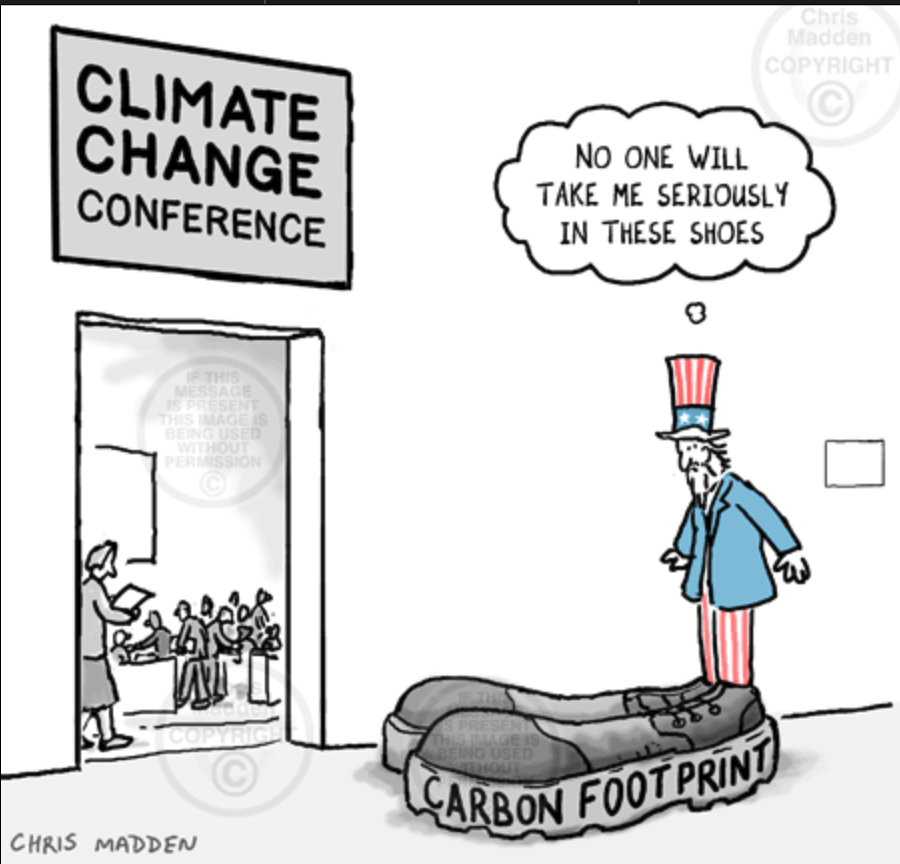 Chris
Madden
COPYRIGHT
©
CLIMATE
CHANGE
CONFERENCE
NO ONE WILL
TAKE ME SERIOUSLY
IN THESE SHOES
IF THIS
MESSAGE
IS PRESENT
THIS IMAGE IS
BEING USED
WITHOUT
PERMISSION
©
Madden
COPYRIGHT
©
IF THIS
IS PRESENT
THIS IMAGE IS
BEING USED
WITHOUT
CARBON FOOTPRINT
CHRIS MADDEN